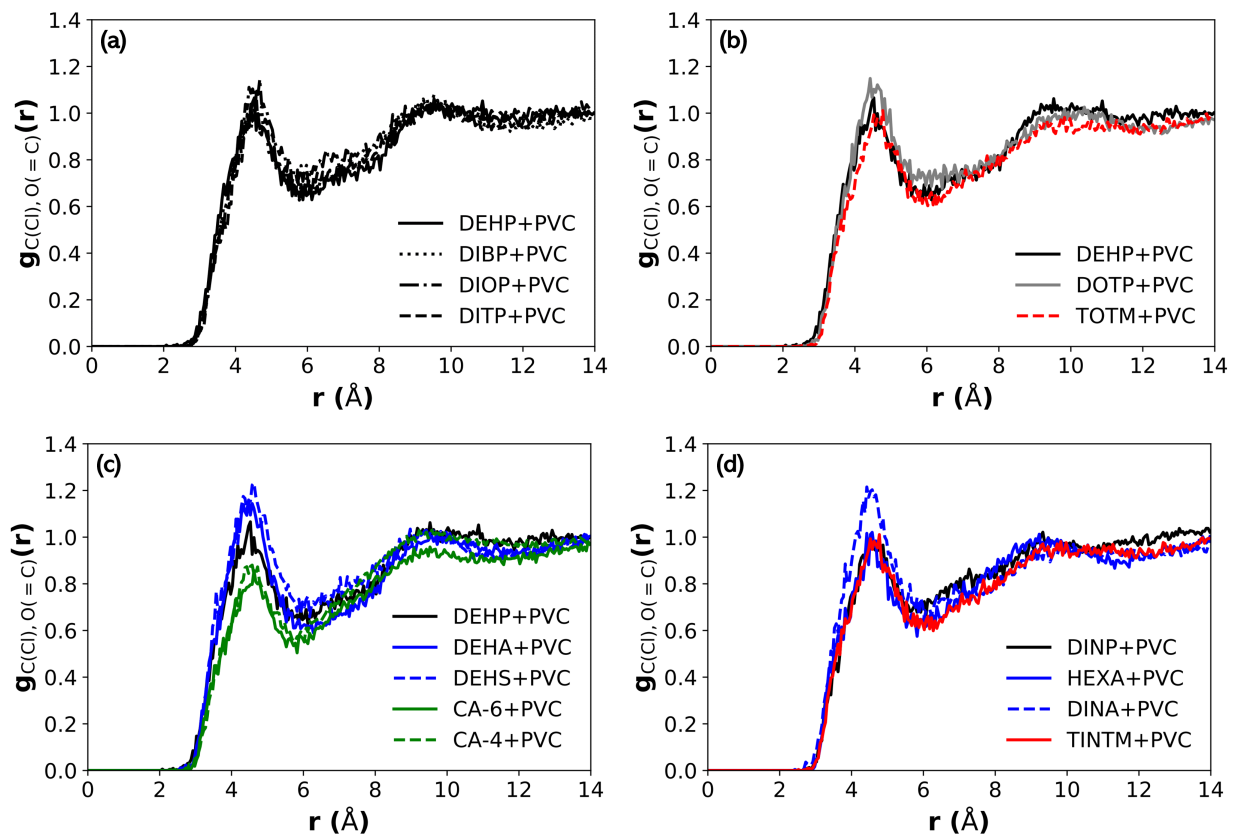 (a)
1.4
1.2
1.0
0.8
0.6
0.4
0.2
0.0
g_C(Cl), O( = C)(r)
DEHP+PVC
DIBP+PVC
DIOP+PVC
DITP+PVC
0 2 4 6 8 10 12 14
r (Å)
(b)
1.4
1.2
1.0
0.8
0.6
0.4
0.2
0.0
g_C(Cl), O( = C)(r)
DEHP+PVC
DOTP+PVC
TOTM+PVC
0 2 4 6 8 10 12 14
r (Å)
(c)
1.4
1.2
1.0
0.8
0.6
0.4
0.2
0.0
g_C(Cl), O( = C)(r)
DEHP+PVC
DEHA+PVC
DEHS+PVC
CA-6+PVC
CA-4+PVC
0 2 4 6 8 10 12 14
r (Å)
(d)
1.4
1.2
1.0
0.8
0.6
0.4
0.2
0.0
g_C(Cl), O( = C)(r)
DINP+PVC
HEXA+PVC
DINA+PVC
TINTM+PVC
0 2 4 6 8 10 12 14
r (Å)